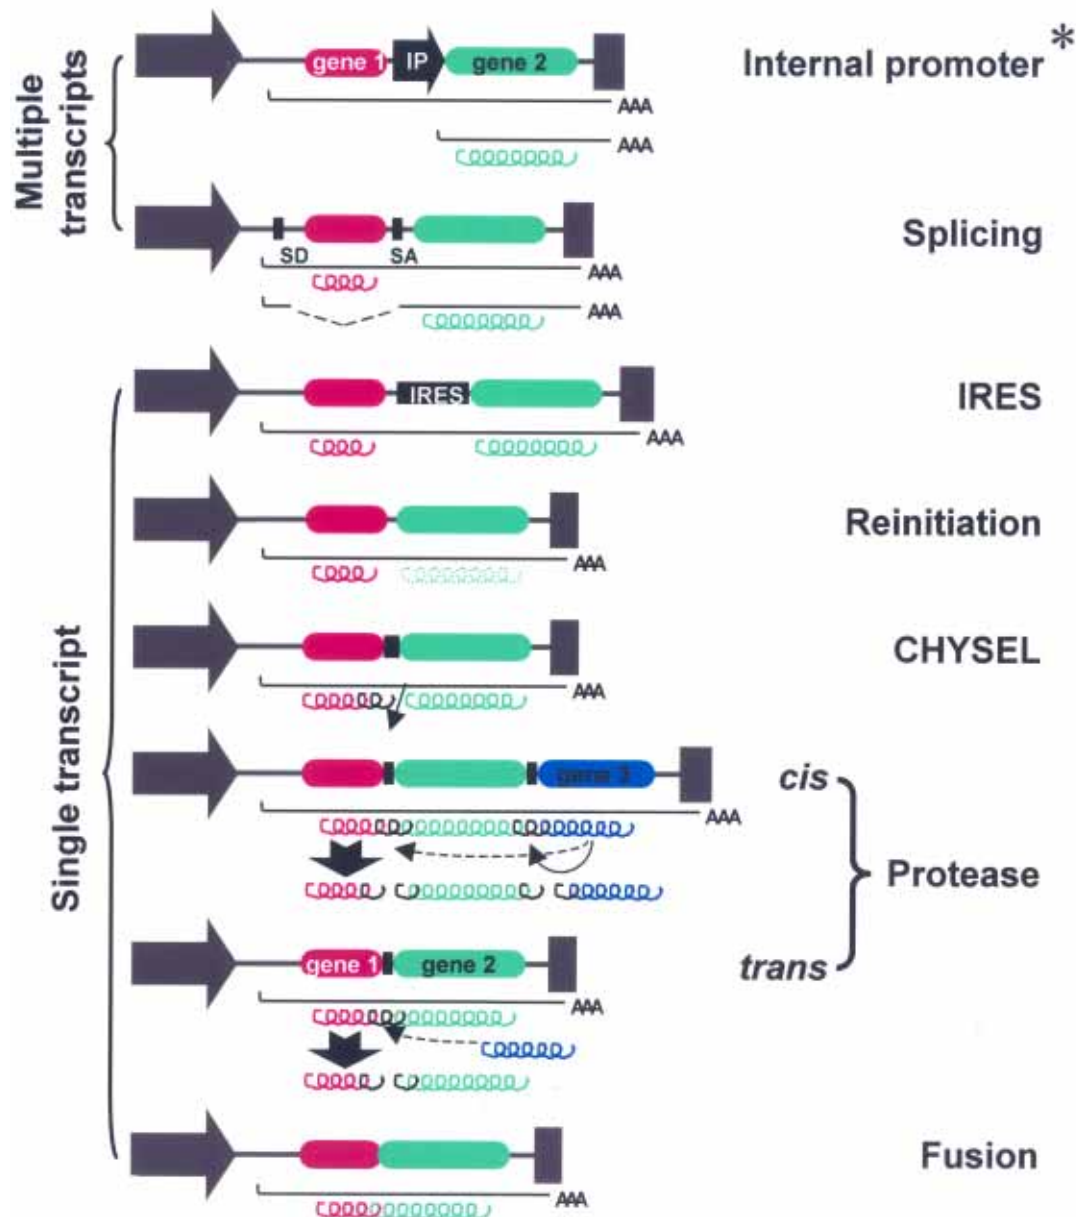 gene 1 IP gene 2 Internal promoter *
AAA
AAA
Multiple
transcripts
Splicing
SD SA
AAA
AAA
IRES IRES
AAA
Reinitiation
AAA
CHYSEL
AAA
Single transcript
gene 3 cis
AAA
Protease
gene 1 gene 2 trans
AAA
Fusion
AAA